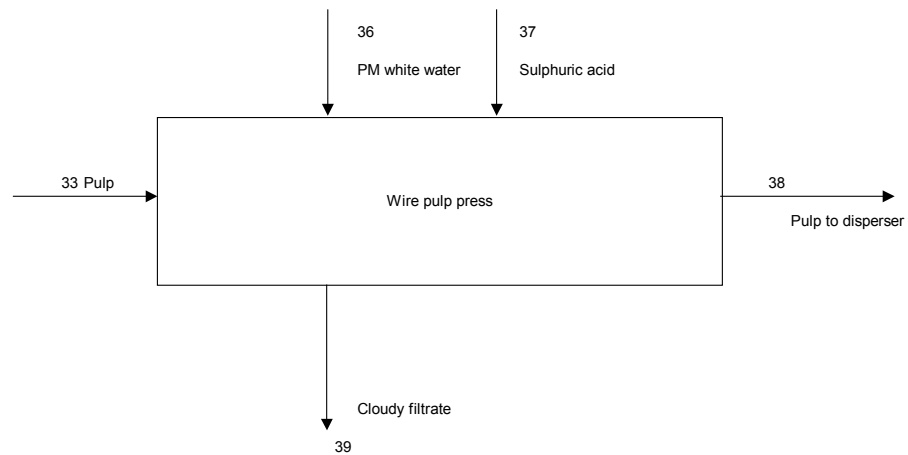 36
37
PM white water
Sulphuric acid
33 Pulp
Wire pulp press
38
Pulp to disperser
Cloudy filtrate
39